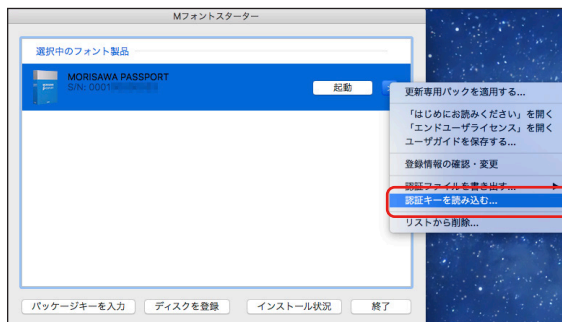 Mフォントスターター
選択中のフォント製品
MORISAWA PASSPORT
S/N: 0001
起動
更新専用パックを適用する...
「はじめにお読みください」を開く
「エンドユーザライセンス」を開く
ユーザガイドを保存する...
登録情報の確認・変更
認証ファイルを書き出す...
認証キーを読み込む...
リストから削除...
パッケージキーを入力
ディスクを登録
インストール状況
終了